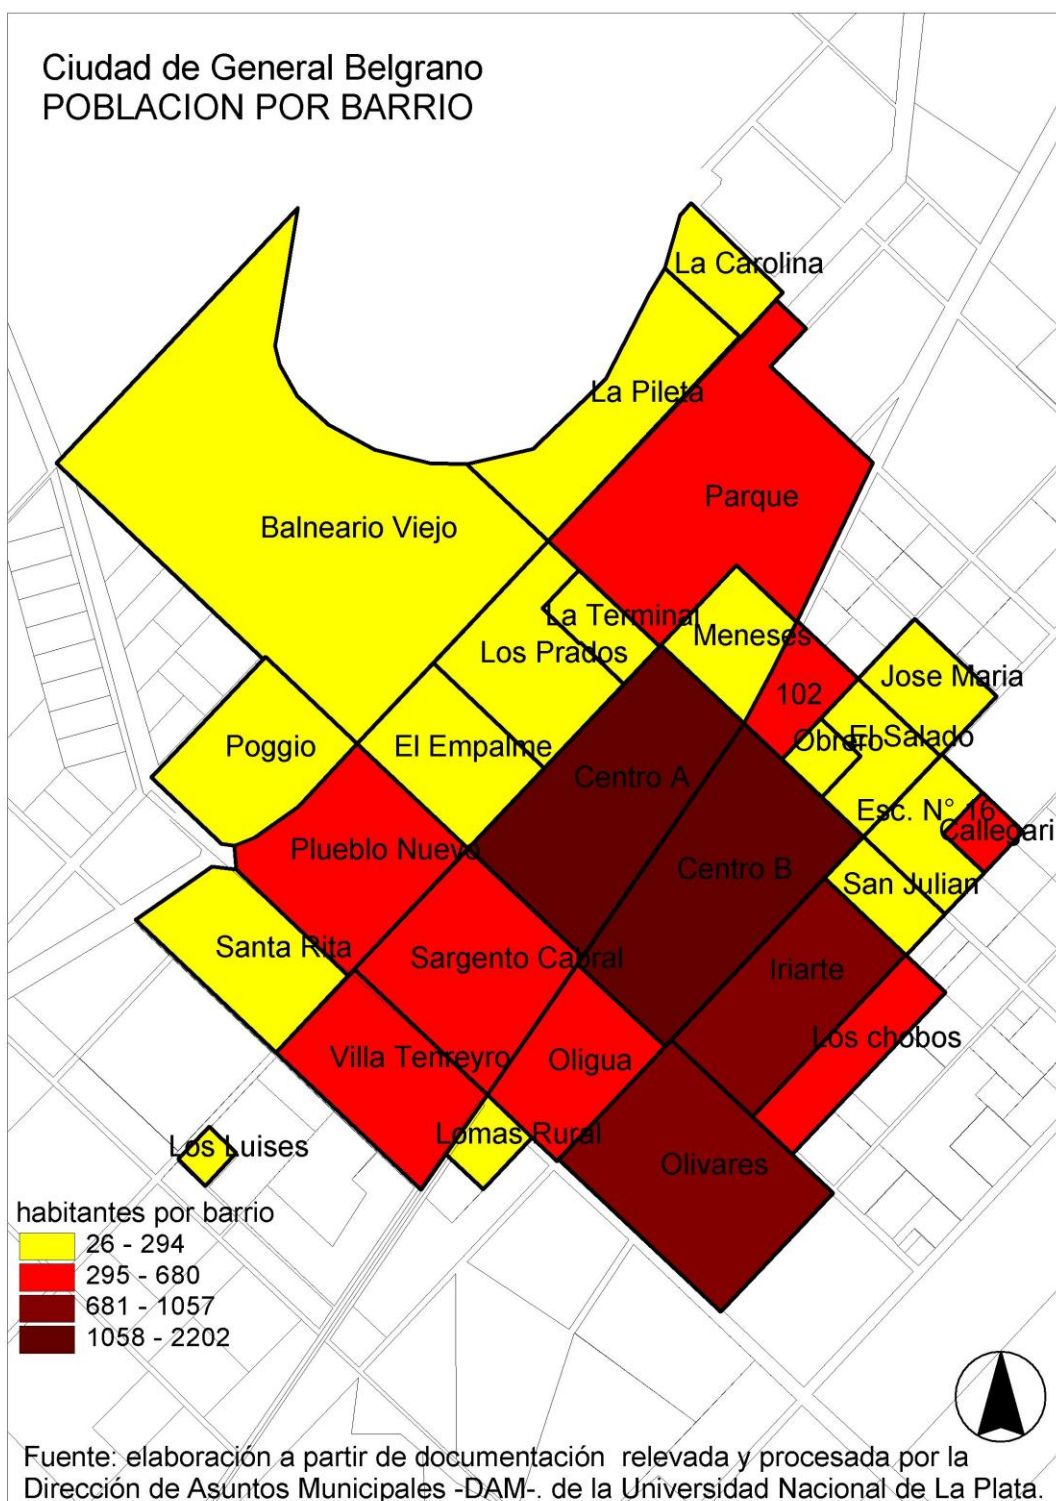 Ciudad de General Belgrano
POBLACION POR BARRIO
La Carolina
La Pileta
Parque
Balneario Viejo
La Terminal
Meneses
Los Prados
Jose Maria
102
Poggio
El Empalme
Obrero
El Salado
Centro A
Esc. N° 16
Callegari
Plueblo Nuevo
Centro B
San Julian
Santa Rita
Sargento Cabral
Iriarte
Los chobos
Villa Tenreyro
Oligua
Lomas Rural
Los Luises
Olivares
habitantes por barrio
26 - 294
295 - 680
681 - 1057
1058 - 2202
Fuente: elaboración a partir de documentación relevada y procesada por la
Dirección de Asuntos Municipales -DAM-. de la Universidad Nacional de La Plata.